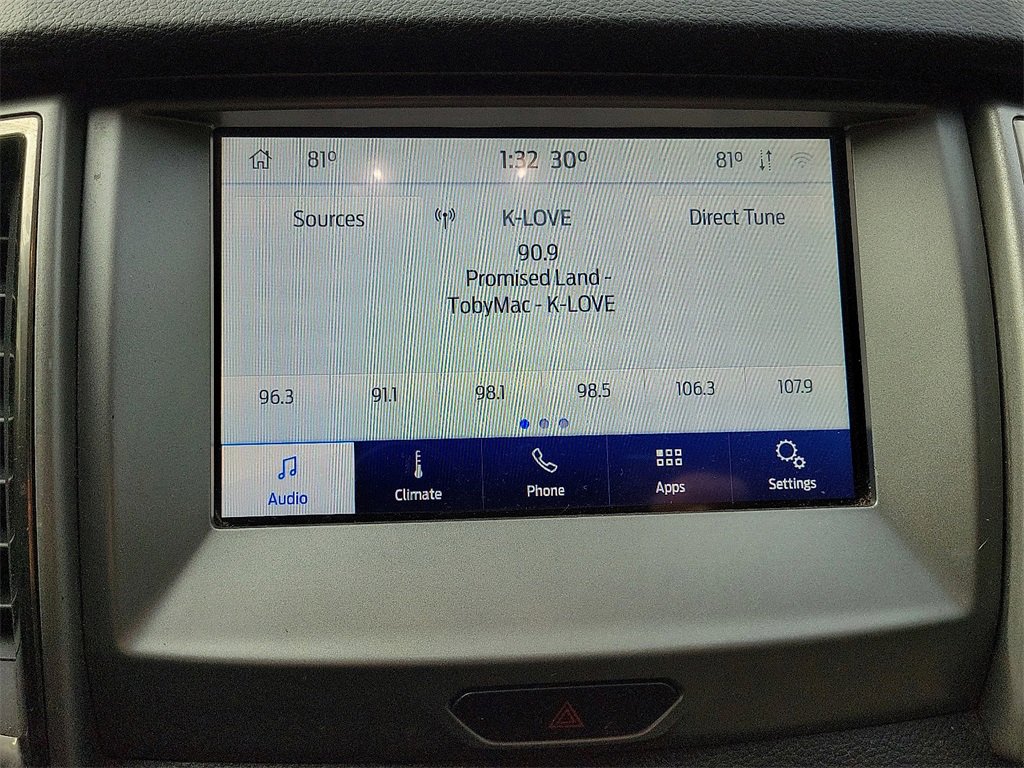 81° 1:32 30° 81°
Sources K-LOVE Direct Tune
90.9
Promised Land -
TobyMac - K-LOVE
96.3 91.1 98.1 98.5 106.3 107.9
Audio Climate Phone Apps Settings